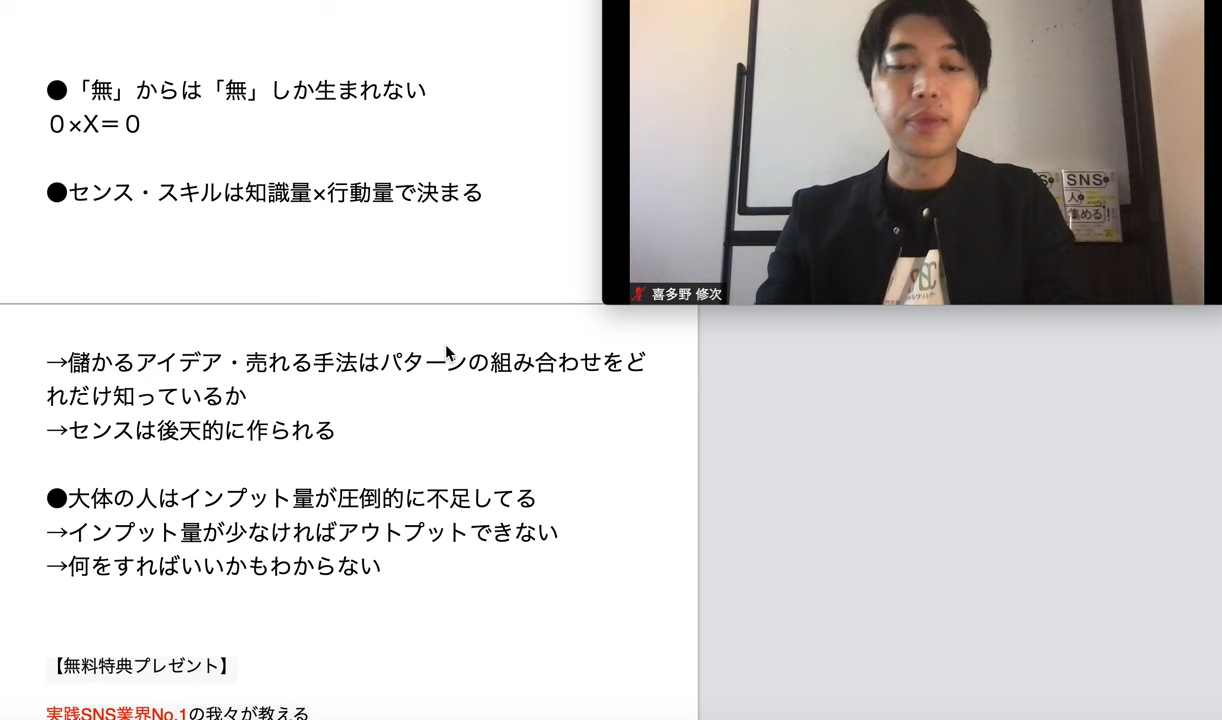 ●「無」からは「無」しか生まれない
０×X＝０
●センス・スキルは知識量×行動量で決まる
→儲かるアイデア・売れる手法はパターンの組み合わせをど
れだけ知っているか
→センスは後天的に作られる
●大体の人はインプット量が圧倒的に不足してる
→インプット量が少なければアウトプットできない
→何をすればいいかもわからない
【無料特典プレゼント】
実践SNS業界No.1の我々が教える
喜多野 修次
SNS
人
集める!